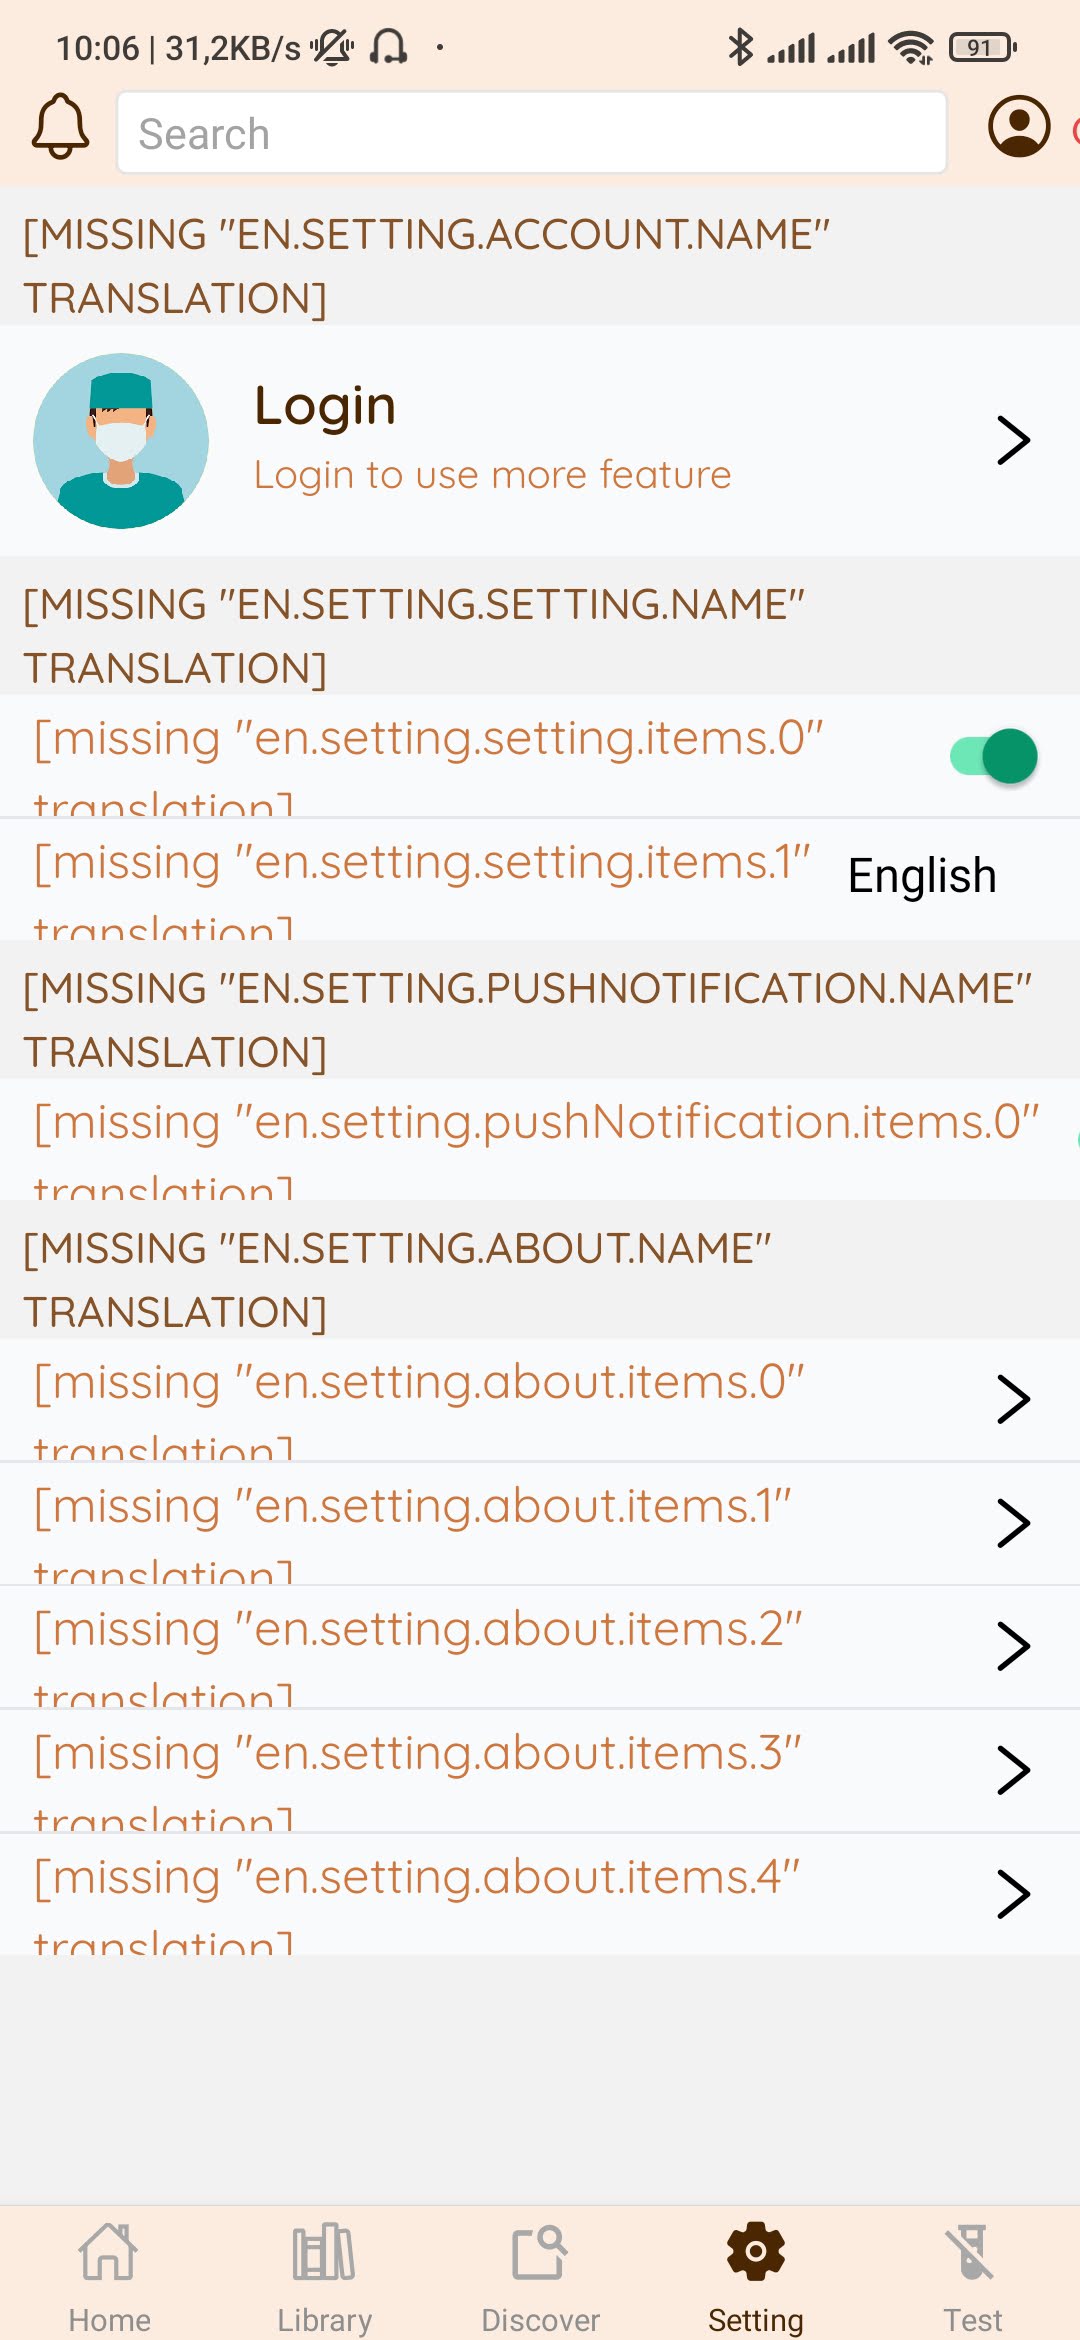 10:06 | 31,2KB/s
91
Search
[MISSING "EN.SETTING.ACCOUNT.NAME"
TRANSLATION]
Login
Login to use more feature
[MISSING "EN.SETTING.SETTING.NAME"
TRANSLATION]
[missing "en.setting.setting.items.0"
translation]
[missing "en.setting.setting.items.1"
translation]
English
[MISSING "EN.SETTING.PUSHNOTIFICATION.NAME"
TRANSLATION]
[missing "en.setting.pushNotification.items.0"
translation]
[MISSING "EN.SETTING.ABOUT.NAME"
TRANSLATION]
[missing "en.setting.about.items.0"
translation]
[missing "en.setting.about.items.1"
translation]
[missing "en.setting.about.items.2"
translation]
[missing "en.setting.about.items.3"
translation]
[missing "en.setting.about.items.4"
translation]
Home
Library
Discover
Setting
Test